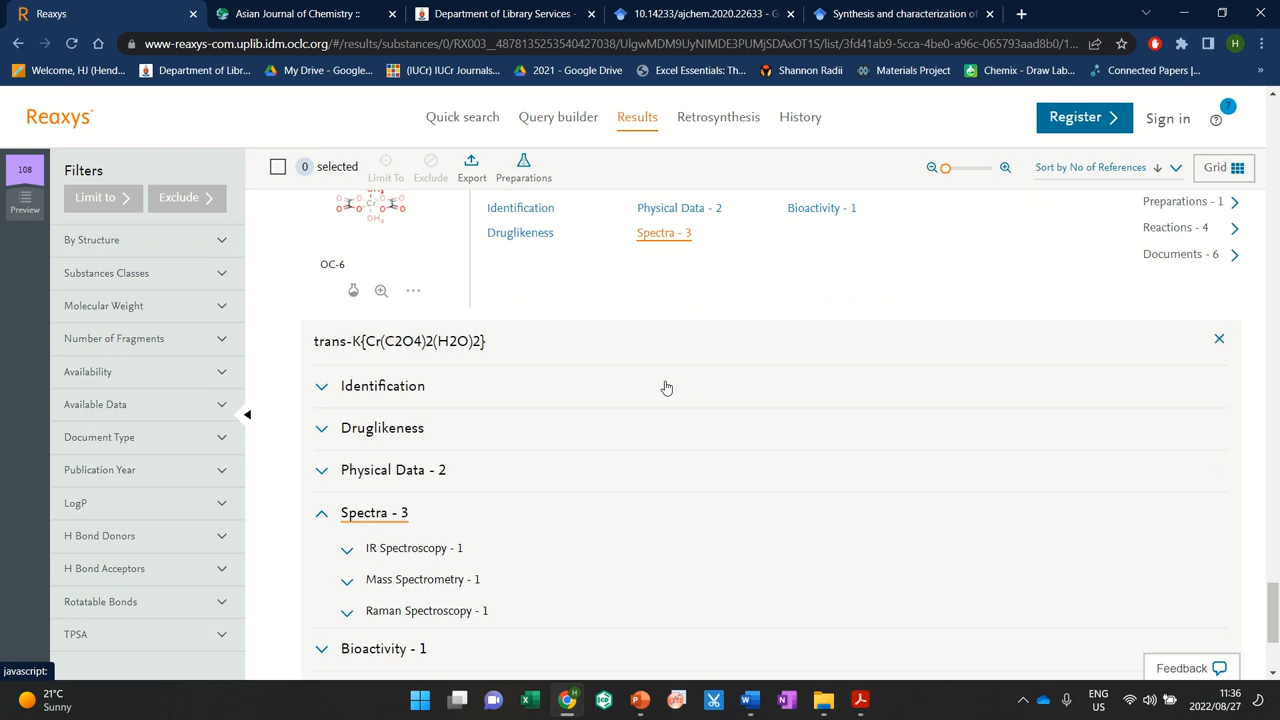 Reaxys
Asian Journal of Chemistry ::
Department of Library Services -
10.14233/ajchem.2020.22633 - G
Synthesis and characterization of
www-reaxys-com.uplib.idm.oclc.org/#/results/substances/0/RX003__4878135253540427038/UlgwMDM9UyNIMDE3PUMjSDAxOT1S/list/3fd41ab9-5cca-4be0-a96c-065793aad8b0/1...
Welcome, HJ (Hend...
Department of Libr...
My Drive - Google...
(IUCr) IUCr Journals...
2021 - Google Drive
Excel Essentials: Th...
Shannon Radii
Materials Project
Chemix - Draw Lab...
Connected Papers |...
»
Reaxys
Quick search
Query builder
Results
Retrosynthesis
History
Register
Sign in
7
108
Preview
Filters
Limit to
Exclude
0 selected
Limit To
Exclude
Export
Preparations
Sort by No of References
Grid
By Structure
Substances Classes
Molecular Weight
Number of Fragments
Availability
Available Data
Document Type
Publication Year
LogP
H Bond Donors
H Bond Acceptors
Rotatable Bonds
TPSA
Cr
OH₂
OC-6
Identification
Physical Data - 2
Bioactivity - 1
Druglikeness
Spectra - 3
Preparations - 1
Reactions - 4
Documents - 6
trans-K{Cr(C2O4)2(H2O)2}
Identification
Druglikeness
Physical Data - 2
Spectra - 3
IR Spectroscopy - 1
Mass Spectrometry - 1
Raman Spectroscopy - 1
Bioactivity - 1
Feedback
javascript:
21°C
Sunny
ENG
US
11:36
2022/08/27